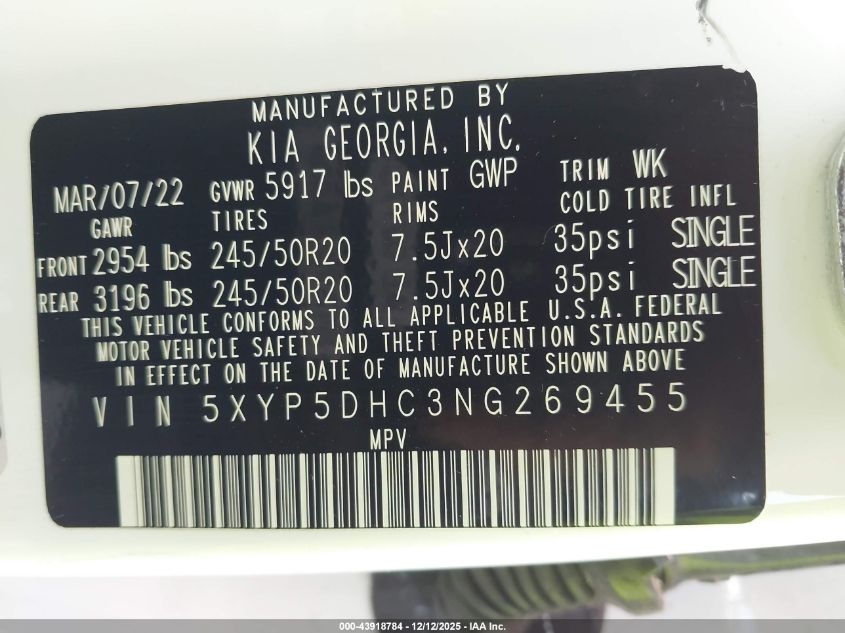 MANUFACTURED BY
KIA GEORGIA, INC.
MAR/07/22 GVWR 5917 lbs PAINT GWP TRIM WK
GAWR TIRES RIMS COLD TIRE INFL
FRONT 2954 lbs 245/50R20 7.5Jx20 35psi SINGLE
REAR 3196 lbs 245/50R20 7.5Jx20 35psi SINGLE
THIS VEHICLE CONFORMS TO ALL APPLICABLE U.S.A. FEDERAL
MOTOR VEHICLE SAFETY AND THEFT PREVENTION STANDARDS
IN EFFECT ON THE DATE OF MANUFACTURE SHOWN ABOVE
VIN 5XYP5DHC3NG269455
MPV
000-43918784 - 12/12/2025 - IAA Inc.